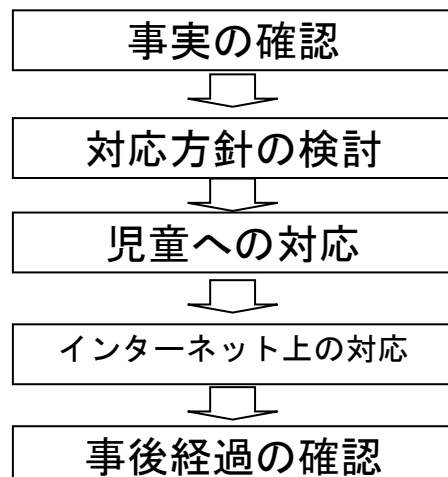 事実の確認
対応方針の検討
児童への対応
インターネット上の対応
事後経過の確認